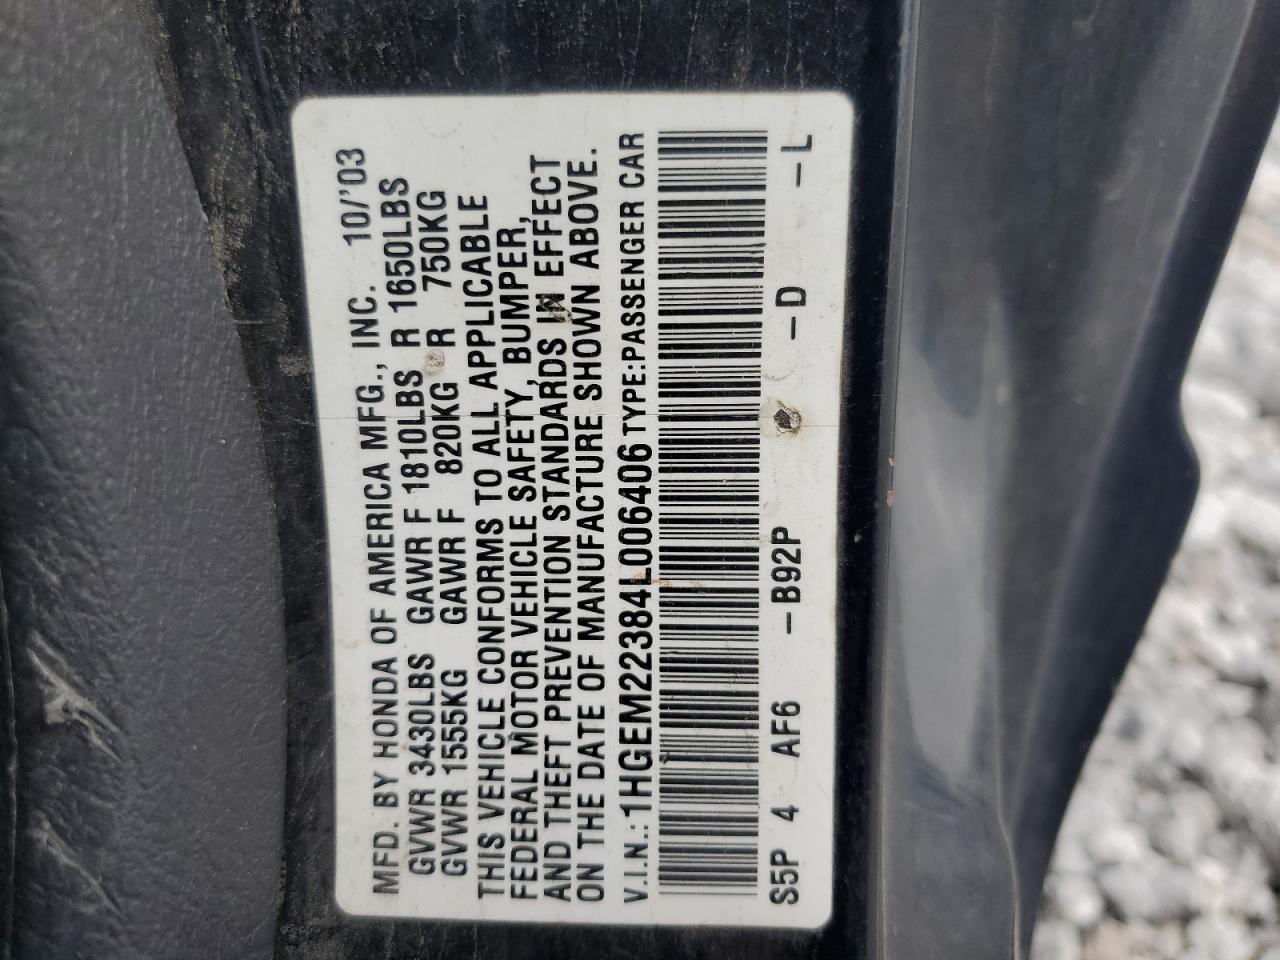 MFD. BY HONDA OF AMERICA MFG., INC. 10/'03
GVWR 3430LBS GAWR F 1810LBS R 1650LBS
GVWR 1555KG GAWR F 820KG R 750KG
THIS VEHICLE CONFORMS TO ALL APPLICABLE
FEDERAL MOTOR VEHICLE SAFETY, BUMPER,
AND THEFT PREVENTION STANDARDS IN EFFECT
ON THE DATE OF MANUFACTURE SHOWN ABOVE.
V.I.N.: 1HGEM22384L006406 TYPE:PASSENGER CAR
S5P 4 AF6 –B92P –D –L